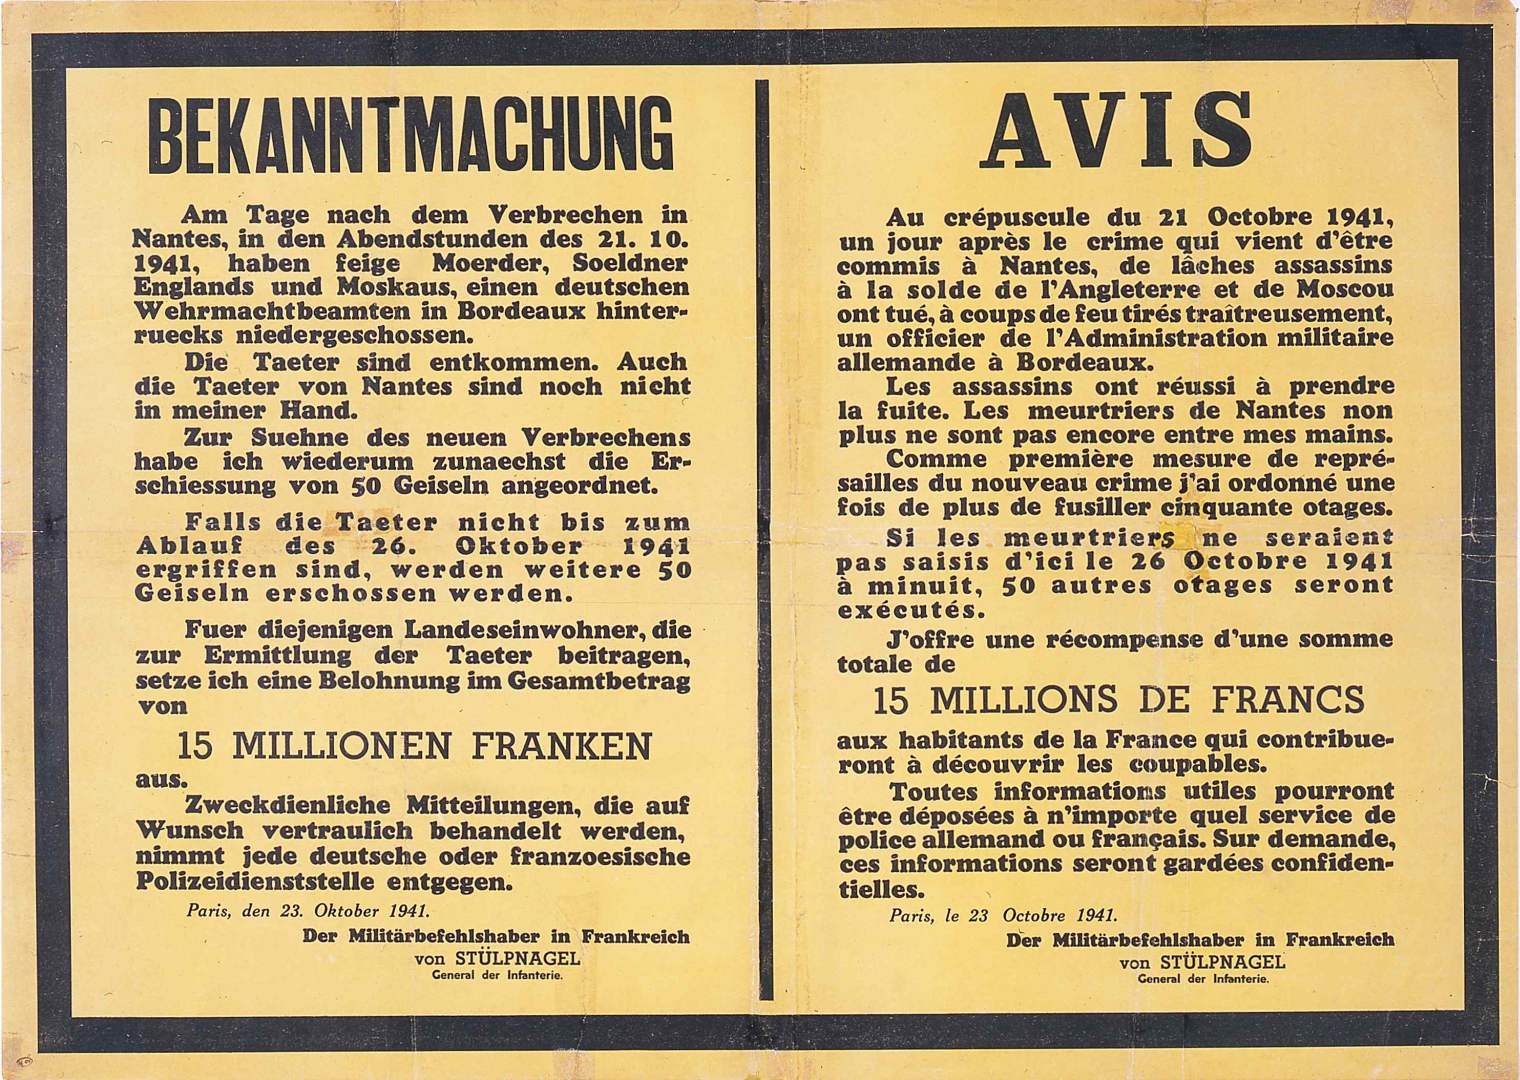 BEKANNTMACHUNG
Am Tage nach dem Verbrechen in
Nantes, in den Abendstunden des 21. 10.
1941, haben feige Moerder, Soeldner
Englands und Moskaus, einen deutschen
Wehrmachtbeamten in Bordeaux hinter-
ruecks niedergeschossen.
Die Taeter sind entkommen. Auch
die Taeter von Nantes sind noch nicht
in meiner Hand.
Zur Suehne des neuen Verbrechens
habe ich wiederum zunaechst die Er-
schiessung von 50 Geiseln angeordnet.
Falls die Taeter nicht bis zum
Ablauf des 26. Oktober 1941
ergriffen sind, werden weitere 50
Geiseln erschossen werden.
Fuer diejenigen Landeseinwohner, die
zur Ermittlung der Taeter beitragen,
setze ich eine Belohnung im Gesamtbetrag
von
15 MILLIONEN FRANKEN
aus.
Zweckdienliche Mitteilungen, die auf
Wunsch vertraulich behandelt werden,
nimmt jede deutsche oder franzoesische
Polizeidienststelle entgegen.
Paris, den 23. Oktober 1941.
Der Militärbefehlshaber in Frankreich
von STÜLPNAGEL
General der Infanterie.
AVIS
Au crépuscule du 21 Octobre 1941,
un jour après le crime qui vient d'être
commis à Nantes, de lâches assassins
à la solde de l'Angleterre et de Moscou
ont tué, à coups de feu tirés traîtreusement,
un officier de l'Administration militaire
allemande à Bordeaux.
Les assassins ont réussi à prendre
la fuite. Les meurtriers de Nantes non
plus ne sont pas encore entre mes mains.
Comme première mesure de repré-
sailles du nouveau crime j'ai ordonné une
fois de plus de fusiller cinquante otages.
Si les meurtriers ne seraient
pas saisis d'ici le 26 Octobre 1941
à minuit, 50 autres otages seront
exécutés.
J'offre une récompense d'une somme
totale de
15 MILLIONS DE FRANCS
aux habitants de la France qui contribue-
ront à découvrir les coupables.
Toutes informations utiles pourront
être déposées à n'importe quel service de
police allemand ou français. Sur demande,
ces informations seront gardées confiden-
tielles.
Paris, le 23 Octobre 1941.
Der Militärbefehlshaber in Frankreich
von STÜLPNAGEL
General der Infanterie.